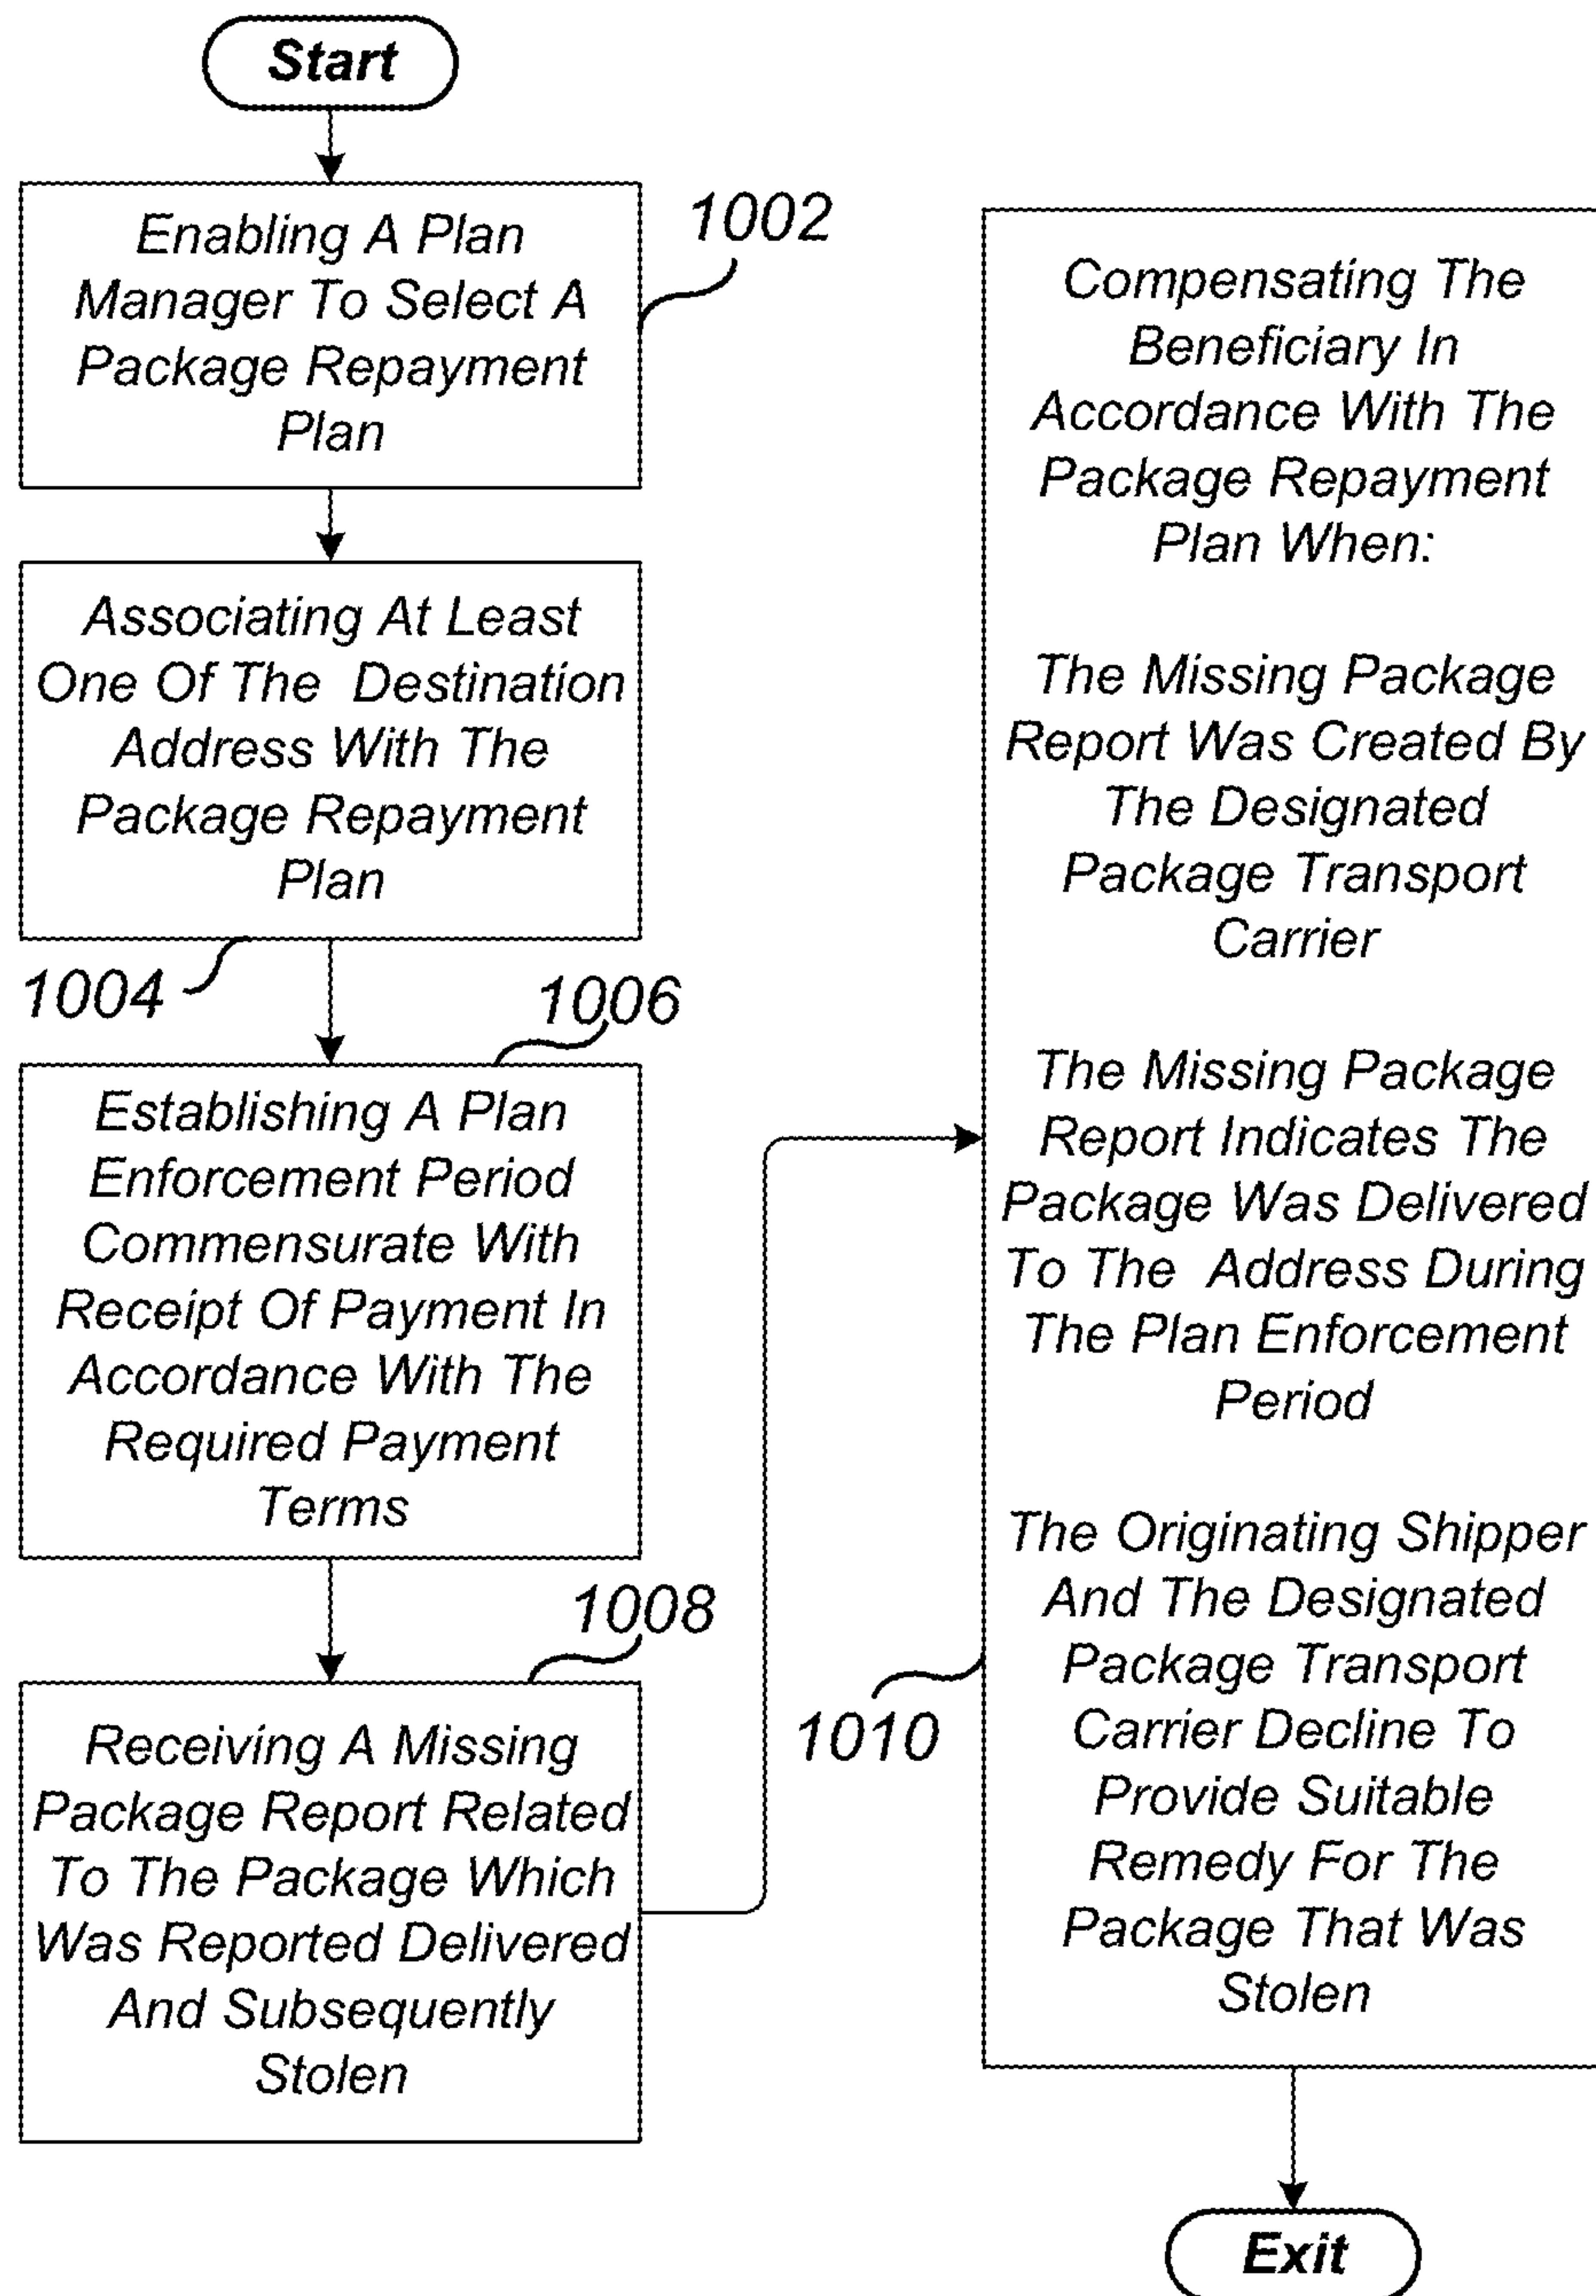 Start
Enabling A Plan
Manager To Select A
Package Repayment
Plan
1002
Associating At Least
One Of The Destination
Address With The
Package Repayment
Plan
1004
1006
Establishing A Plan
Enforcement Period
Commensurate With
Receipt Of Payment In
Accordance With The
Required Payment
Terms
1008
Receiving A Missing
Package Report Related
To The Package Which
Was Reported Delivered
And Subsequently
Stolen
Compensating The
Beneficiary In
Accordance With The
Package Repayment
Plan When:
The Missing Package
Report Was Created By
The Designated
Package Transport
Carrier
The Missing Package
Report Indicates The
Package Was Delivered
To The Address During
The Plan Enforcement
Period
The Originating Shipper
And The Designated
Package Transport
Carrier Decline To
Provide Suitable
Remedy For The
Package That Was
Stolen
1010
Exit